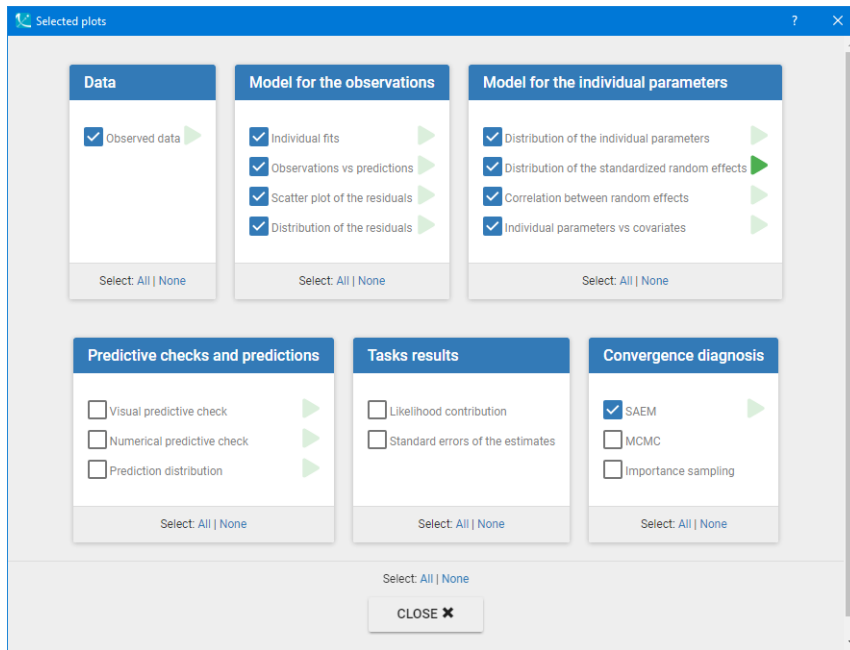 Selected plots
?
Data
Observed data
Select: All | None
Model for the observations
Individual fits
Observations vs predictions
Scatter plot of the residuals
Distribution of the residuals
Select: All | None
Model for the individual parameters
Distribution of the individual parameters
Distribution of the standardized random effects
Correlation between random effects
Individual parameters vs covariates
Select: All | None
Predictive checks and predictions
Visual predictive check
Numerical predictive check
Prediction distribution
Select: All | None
Tasks results
Likelihood contribution
Standard errors of the estimates
Select: All | None
Convergence diagnosis
SAEM
MCMC
Importance sampling
Select: All | None
Select: All | None
CLOSE